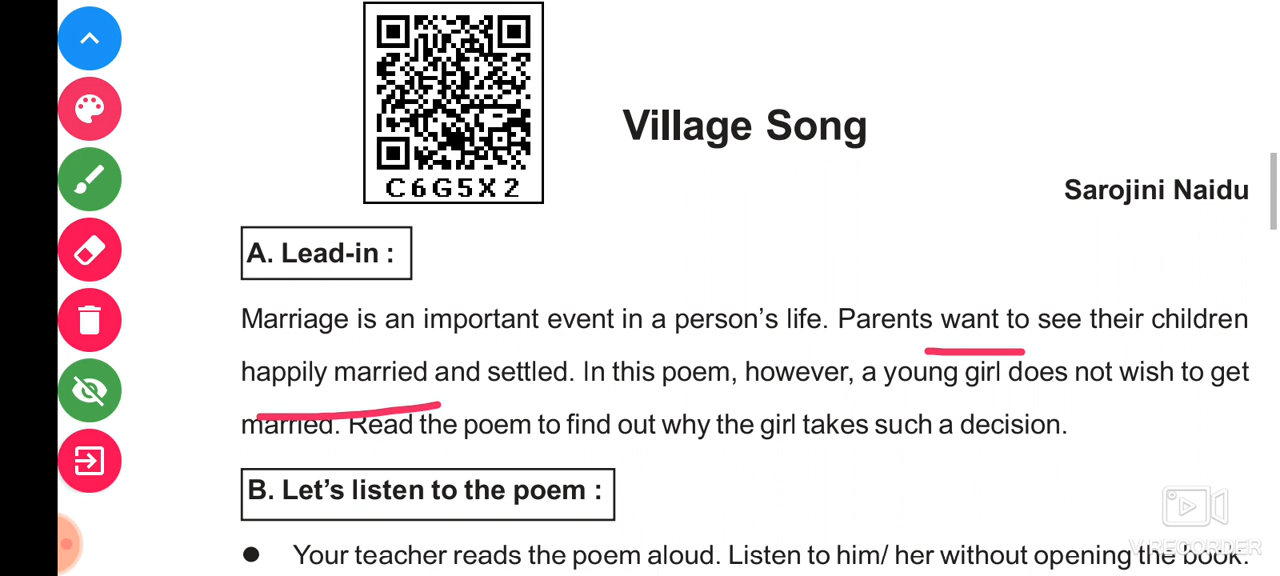 C6G5X2
Village Song
Sarojini Naidu
A. Lead-in :
Marriage is an important event in a person's life. Parents want to see their children
happily married and settled. In this poem, however, a young girl does not wish to get
married. Read the poem to find out why the girl takes such a decision.
B. Let's listen to the poem :
● Your teacher reads the poem aloud. Listen to him/ her without opening the book.
V RECORDER